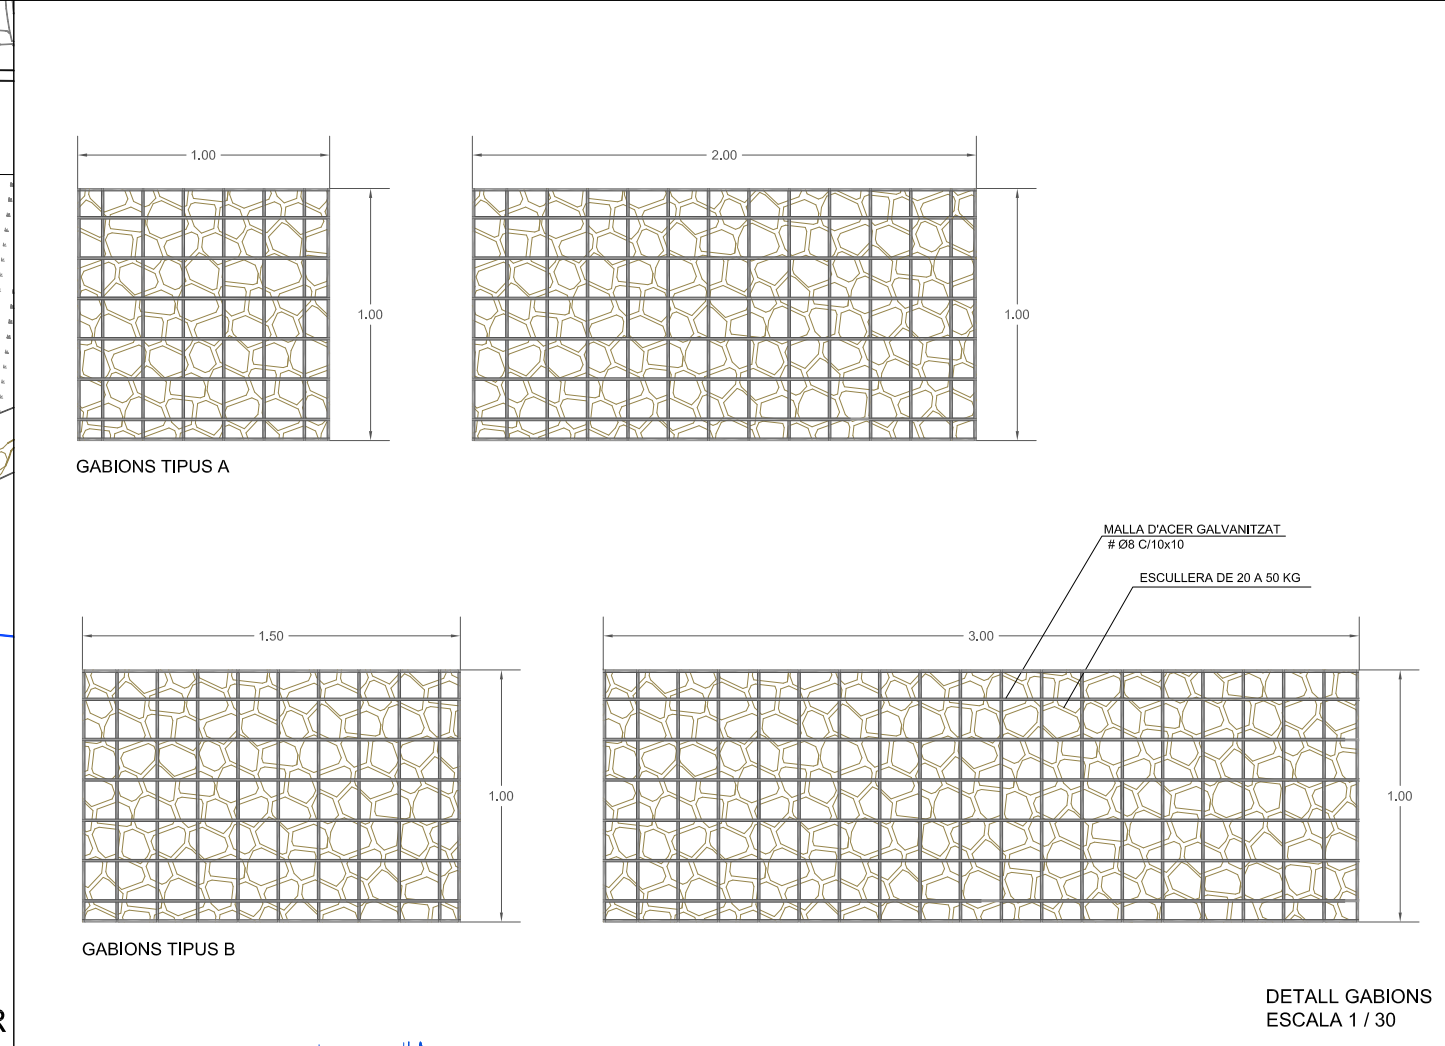 1.00
2.00
1.00
1.00
GABIONS TIPUS A
MALLA D'ACER GALVANITZAT
# Ø8 C/10x10
ESCULLERA DE 20 A 50 KG
1.50
3.00
1.00
1.00
GABIONS TIPUS B
DETALL GABIONS
ESCALA 1 / 30
R